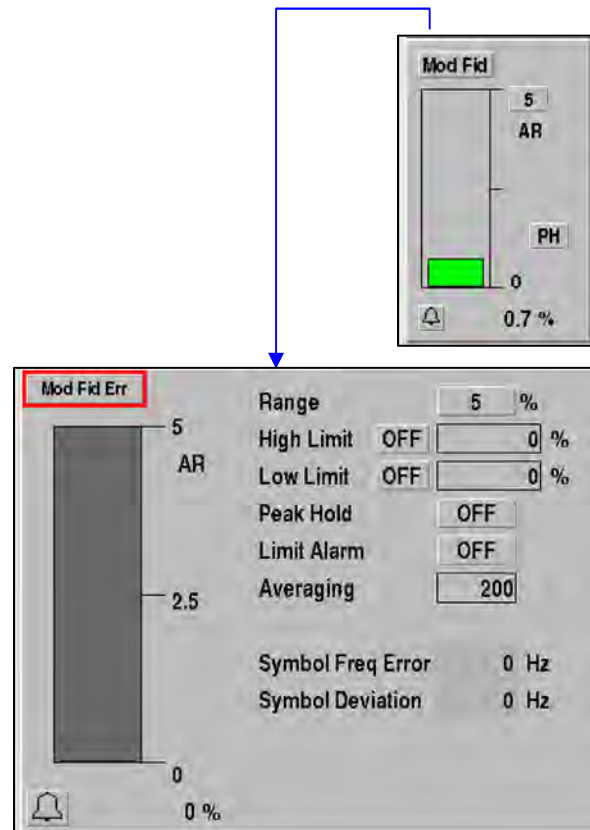 Mod Fid
5
AR
PH
0
0.7 %
Mod Fid Err
5
AR
2.5
0
0 %
Range 5 %
High Limit OFF 0 %
Low Limit OFF 0 %
Peak Hold OFF
Limit Alarm OFF
Averaging 200
Symbol Freq Error 0 Hz
Symbol Deviation 0 Hz